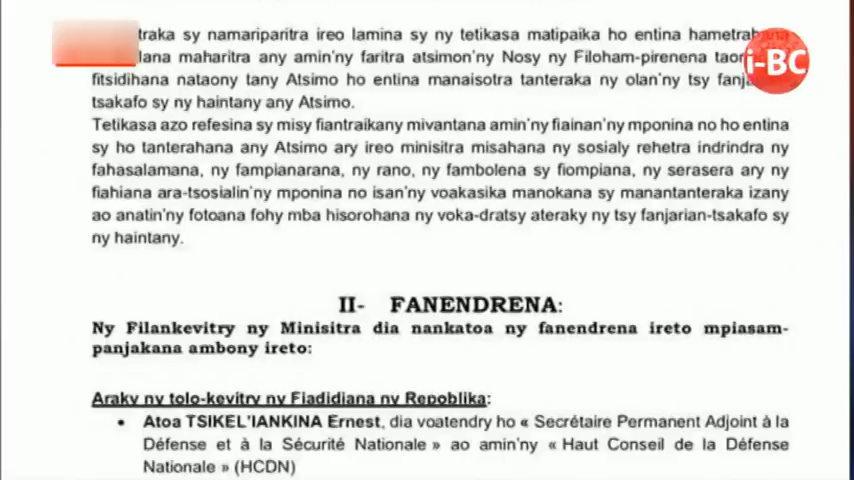 traka sy namariparitra ireo lamina sy ny tetikasa matipaika ho entina hametrahana
lana maharitra any amin'ny faritra atsimon'ny Nosy ny Filoham-pirenena
i-BC
fitsidihana nataony tany Atsimo ho entina manaisotra tanteraka ny olan'ny tsy
tsakafo sy ny haintany any Atsimo.
Tetikasa azo refesina sy misy fiantraikany mivantana amin'ny fiainan'ny mponina no ho entina
sy ho tanterahana any Atsimo ary ireo minisitra misahana ny sosialy rehetra indrindra ny
fahasalamana, ny fampianarana, ny rano, ny fambolena sy fiompiana, ny serasera ary ny
fiahiana ara-tsosialin'ny mponina no isan'ny voakasika manokana sy manantanteraka izany
ao anatin'ny fotoana fohy mba hisorohana ny voka-dratsy ateraky ny tsy fanjarian-tsakafo sy
ny haintany.
II- FANENDRENA:
Ny Filankevitry ny Minisitra dia nankatoa ny fanendrena ireto mpiasam-
panjakana ambony ireto:
Araky ny tolo-kevitry ny Fiadidiana ny Repoblika:
• Atoa TSIKEL'IANKINA Ernest, dia voatendry ho « Secrétaire Permanent Adjoint à la
Défense et à la Sécurité Nationale » ao amin'ny « Haut Conseil de la Défense
Nationale » (HCDN)